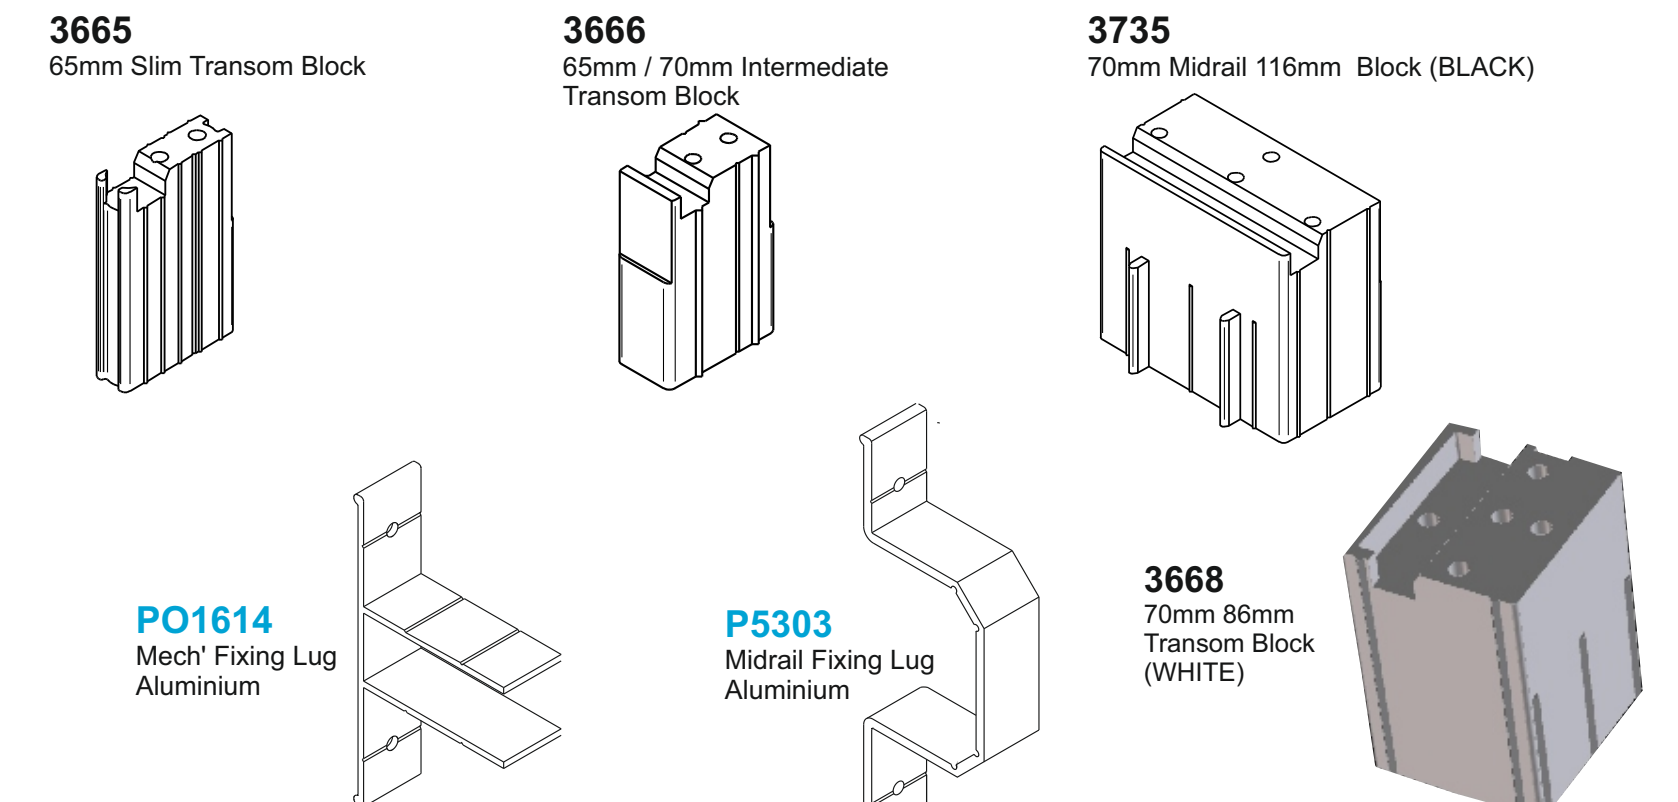 3665
65mm Slim Transom Block
3666
65mm / 70mm Intermediate
Transom Block
3735
70mm Midrail 116mm  Block (BLACK)
PO1614
Mech' Fixing Lug
Aluminium
P5303
Midrail Fixing Lug
Aluminium
3668
70mm 86mm
Transom Block
(WHITE)